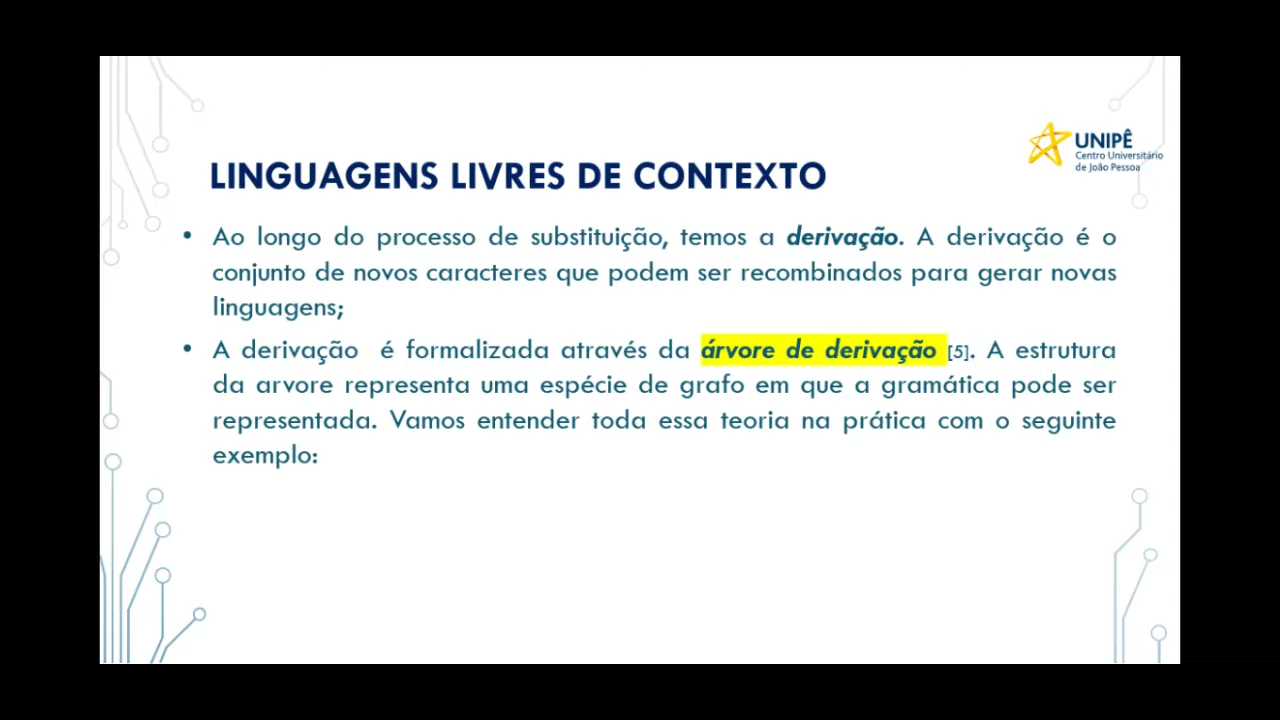 UNIPÊ
Centro Universitário
de João Pessoa
LINGUAGENS LIVRES DE CONTEXTO
• Ao longo do processo de substituição, temos a derivação. A derivação é o
conjunto de novos caracteres que podem ser recombinados para gerar novas
linguagens;
• A derivação é formalizada através da árvore de derivação [5]. A estrutura
da arvore representa uma espécie de grafo em que a gramática pode ser
representada. Vamos entender toda essa teoria na prática com o seguinte
exemplo: